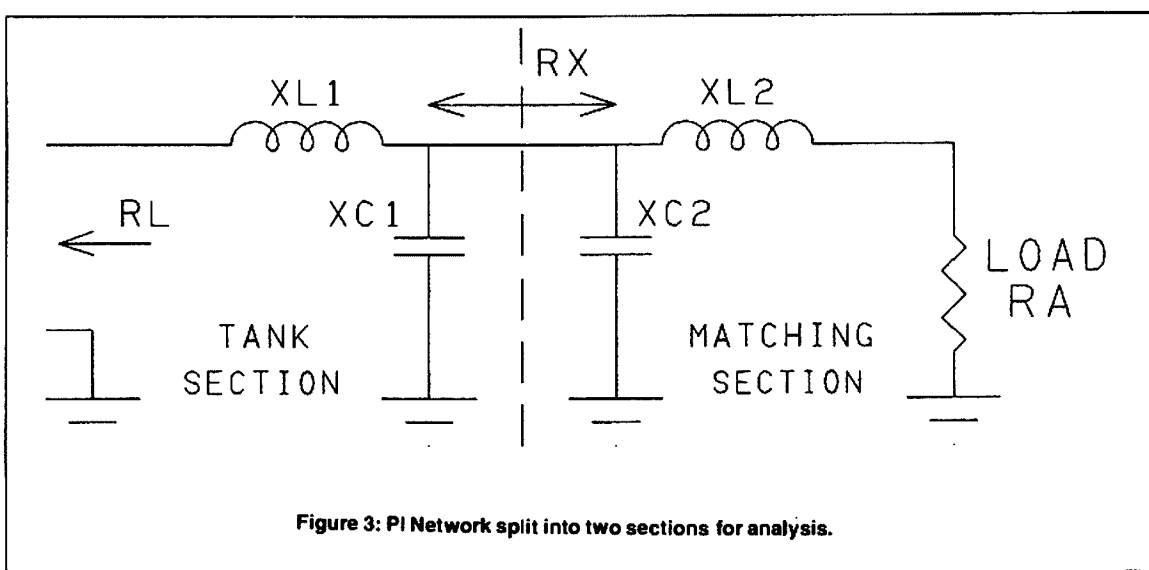 RX
XL1
XL2
RL
XC1
XC2
LOAD
RA
TANK
SECTION
MATCHING
SECTION
Figure 3: PI Network split into two sections for analysis.